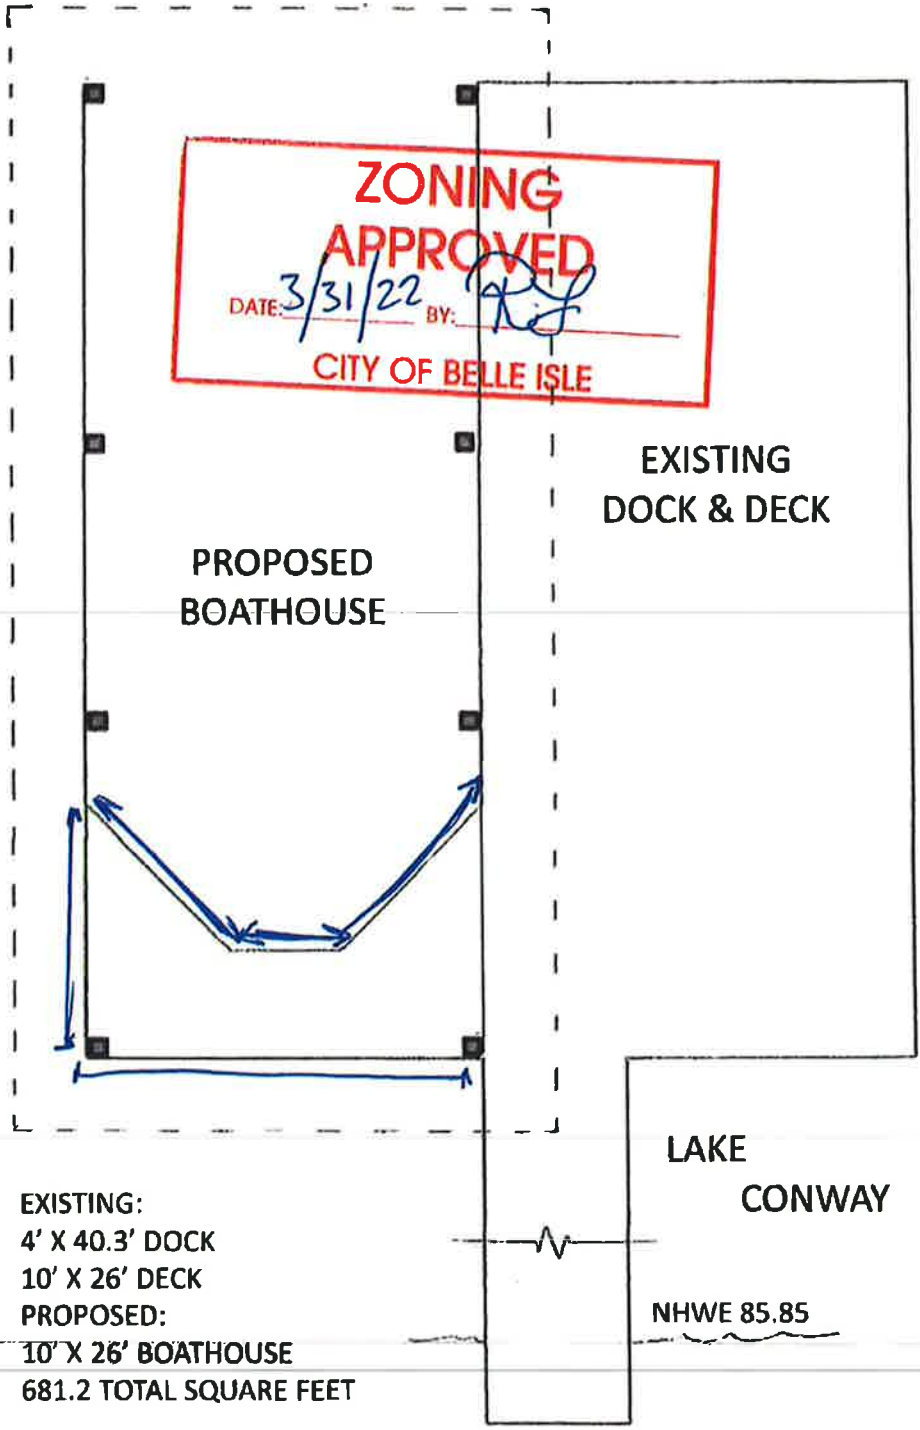 ZONING
APPROVED
DATE: 3/31/22 BY:
CITY OF BELLE ISLE
EXISTING
DOCK & DECK
PROPOSED
BOATHOUSE
LAKE
CONWAY
NHWE 85.85
EXISTING:
4' X 40.3' DOCK
10' X 26' DECK
PROPOSED:
10' X 26' BOATHOUSE
681.2 TOTAL SQUARE FEET